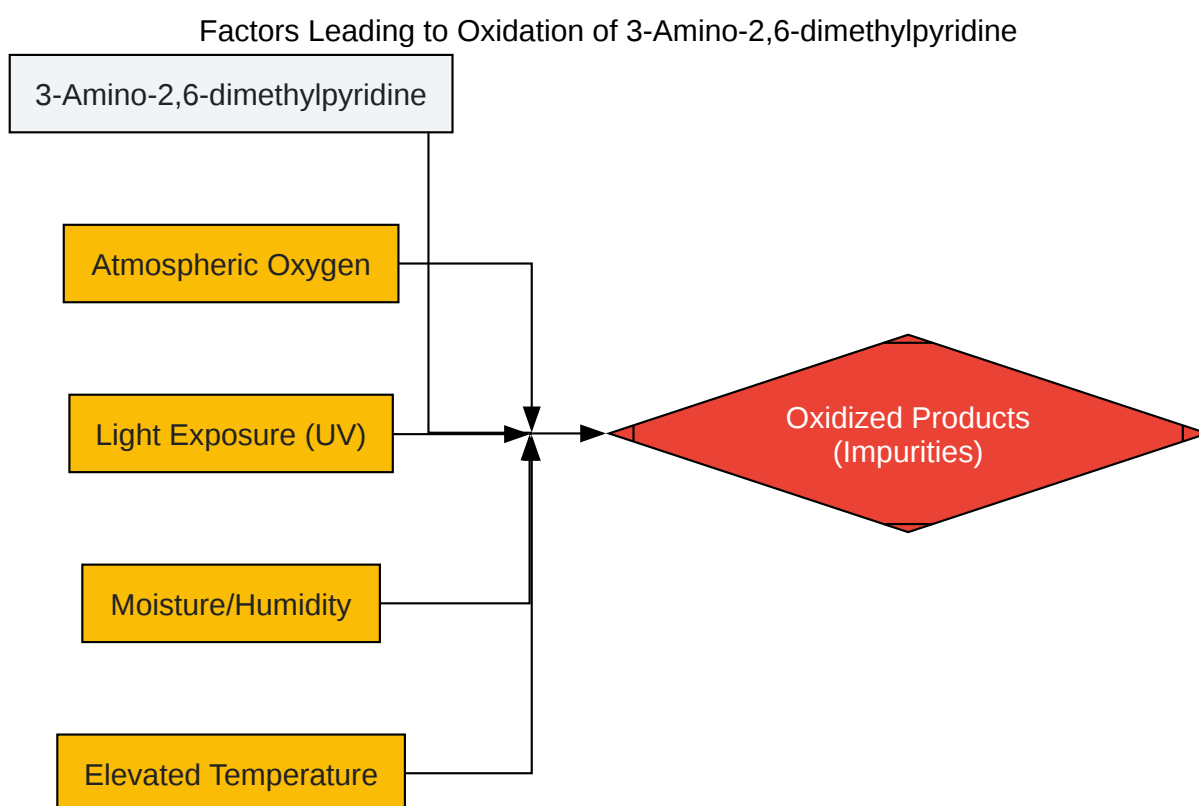 Factors Leading to Oxidation of 3-Amino-2,6-dimethylpyridine
3-Amino-2,6-dimethylpyridine
Atmospheric Oxygen
Light Exposure (UV)
Oxidized Products
(Impurities)
Moisture/Humidity
Elevated Temperature